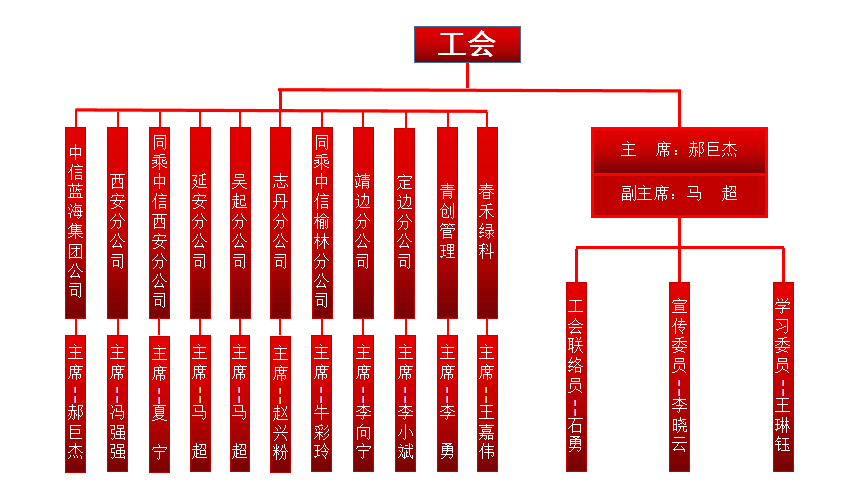 工会
主 席：郝巨杰
副主席：马 超
中信蓝海集团公司
西安分公司
同乘中信西安分公司
延安分公司
吴起分公司
志丹分公司
同乘中信榆林分公司
靖边分公司
定边分公司
青创管理
春禾绿科
主席--郝巨杰
主席--冯强强
主席--夏 宁
主席--马 超
主席--马 超
主席--赵兴粉
主席--牛彩玲
主席--李向宁
主席--李小斌
主席--李 勇
主席--王嘉伟
工会联络员--石勇
宣传委员--李晓云
学习委员--王琳钰